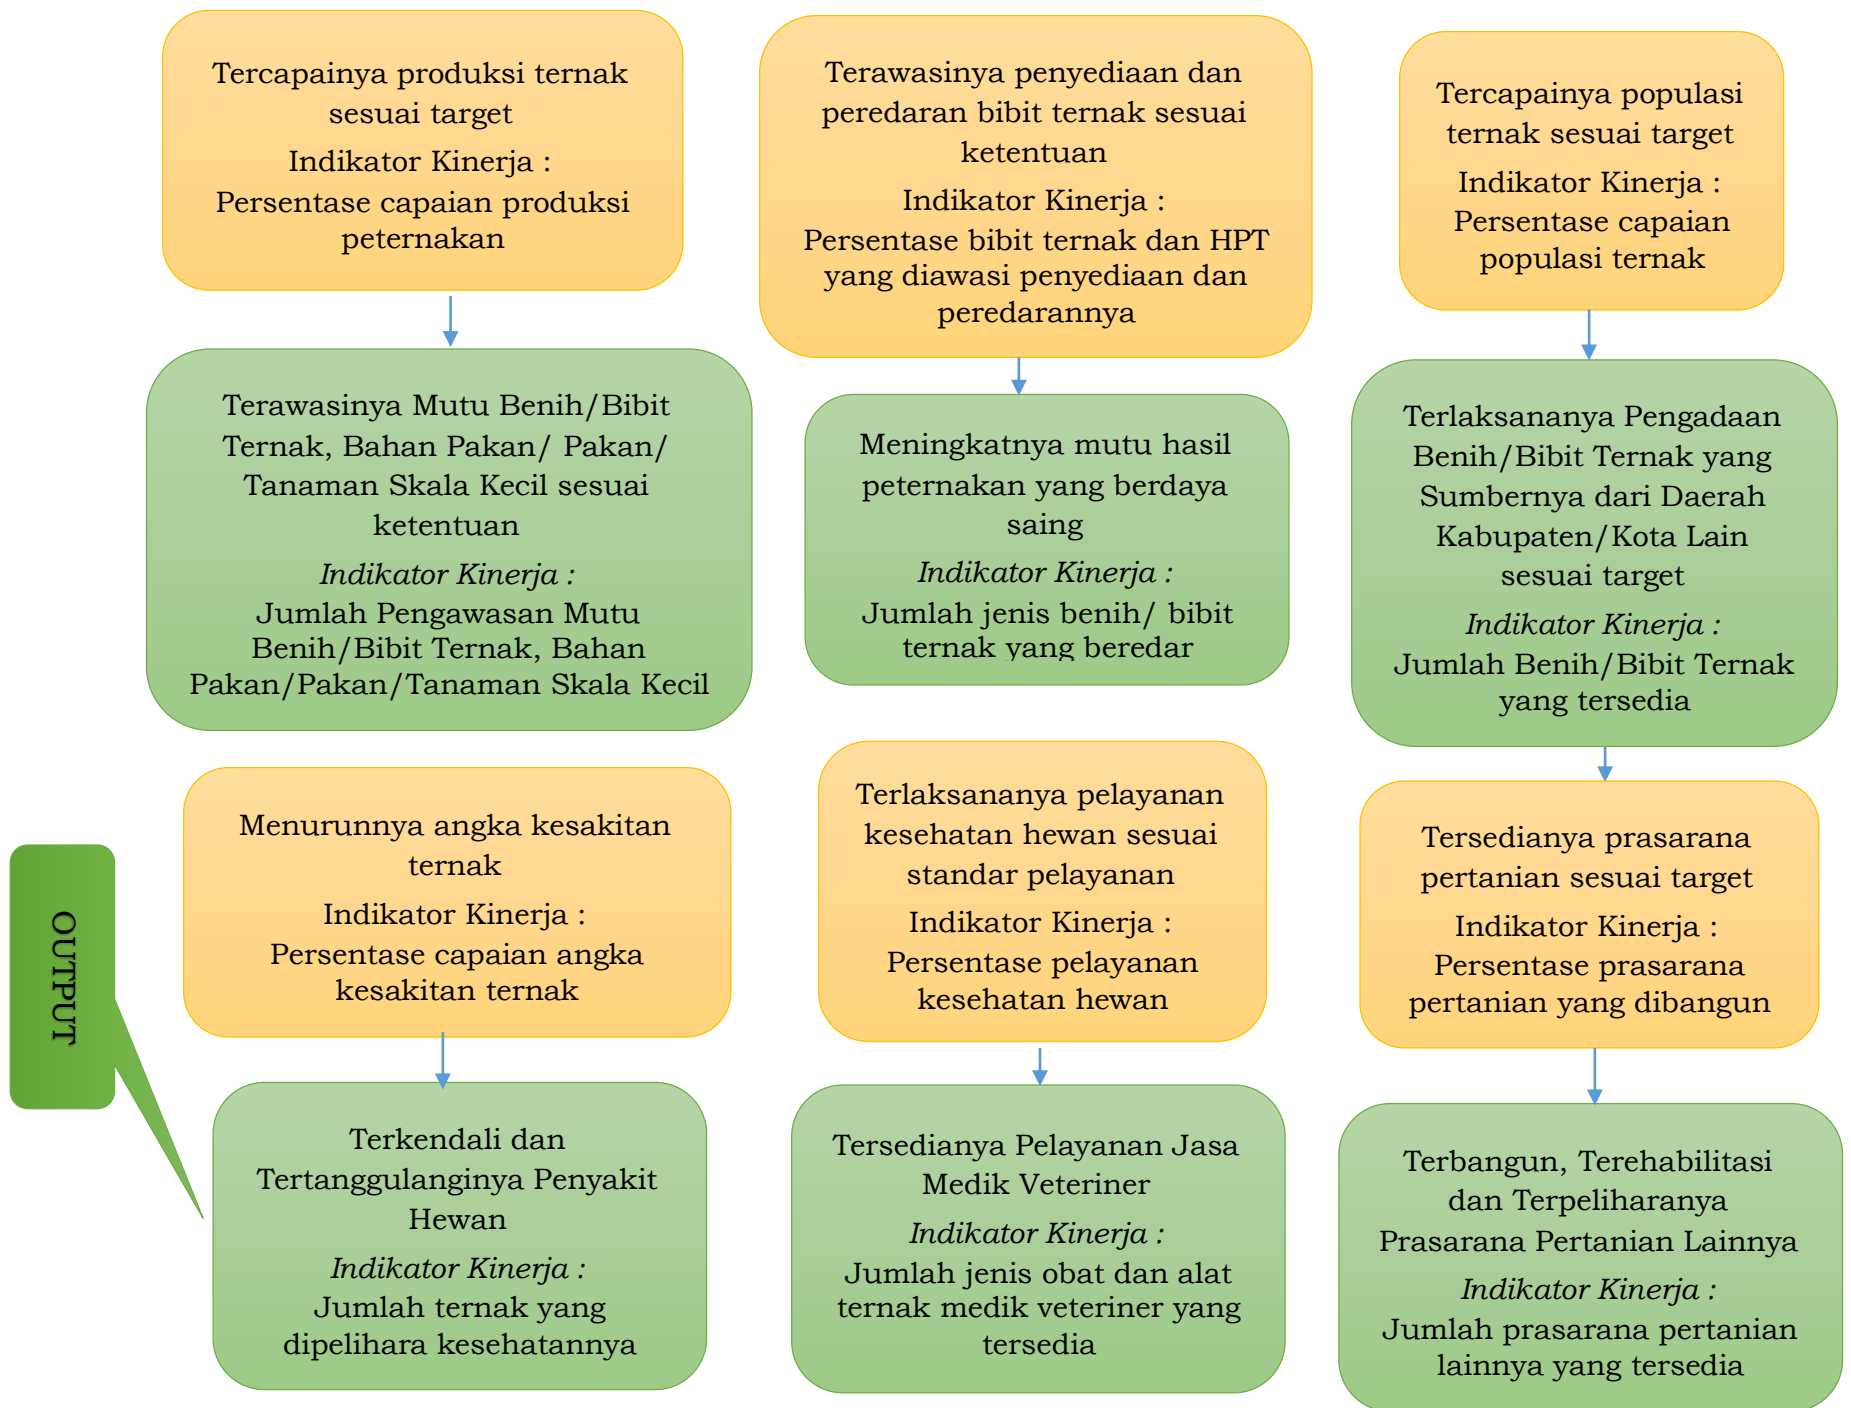 Tercapainya produksi ternak
sesuai target
Indikator Kinerja :
Persentase capaian produksi
peternakan
Terawasinya penyediaan dan
peredaran bibit ternak sesuai
ketentuan
Indikator Kinerja :
Persentase bibit ternak dan HPT
yang diawasi penyediaan dan
peredarannya
Tercapainya populasi
ternak sesuai target
Indikator Kinerja :
Persentase capaian
populasi ternak
Terawasinya Mutu Benih/Bibit
Ternak, Bahan Pakan/ Pakan/
Tanaman Skala Kecil sesuai
ketentuan
Indikator Kinerja :
Jumlah Pengawasan Mutu
Benih/Bibit Ternak, Bahan
Pakan/Pakan/Tanaman Skala Kecil
Meningkatnya mutu hasil
peternakan yang berdaya
saing
Indikator Kinerja :
Jumlah jenis benih/ bibit
ternak yang beredar
Terlaksananya Pengadaan
Benih/Bibit Ternak yang
Sumbernya dari Daerah
Kabupaten/Kota Lain
sesuai target
Indikator Kinerja :
Jumlah Benih/Bibit Ternak
yang tersedia
OUTPUT
Menurunnya angka kesakitan
ternak
Indikator Kinerja :
Persentase capaian angka
kesakitan ternak
Terlaksananya pelayanan
kesehatan hewan sesuai
standar pelayanan
Indikator Kinerja :
Persentase pelayanan
kesehatan hewan
Tersedianya prasarana
pertanian sesuai target
Indikator Kinerja :
Persentase prasarana
pertanian yang dibangun
Terkendali dan
Tertanggulanginya Penyakit
Hewan
Indikator Kinerja :
Jumlah ternak yang
dipelihara kesehatannya
Tersedianya Pelayanan Jasa
Medik Veteriner
Indikator Kinerja :
Jumlah jenis obat dan alat
ternak medik veteriner yang
tersedia
Terbangun, Terehabilitasi
dan Terpeliharanya
Prasarana Pertanian Lainnya
Indikator Kinerja :
Jumlah prasarana pertanian
lainnya yang tersedia